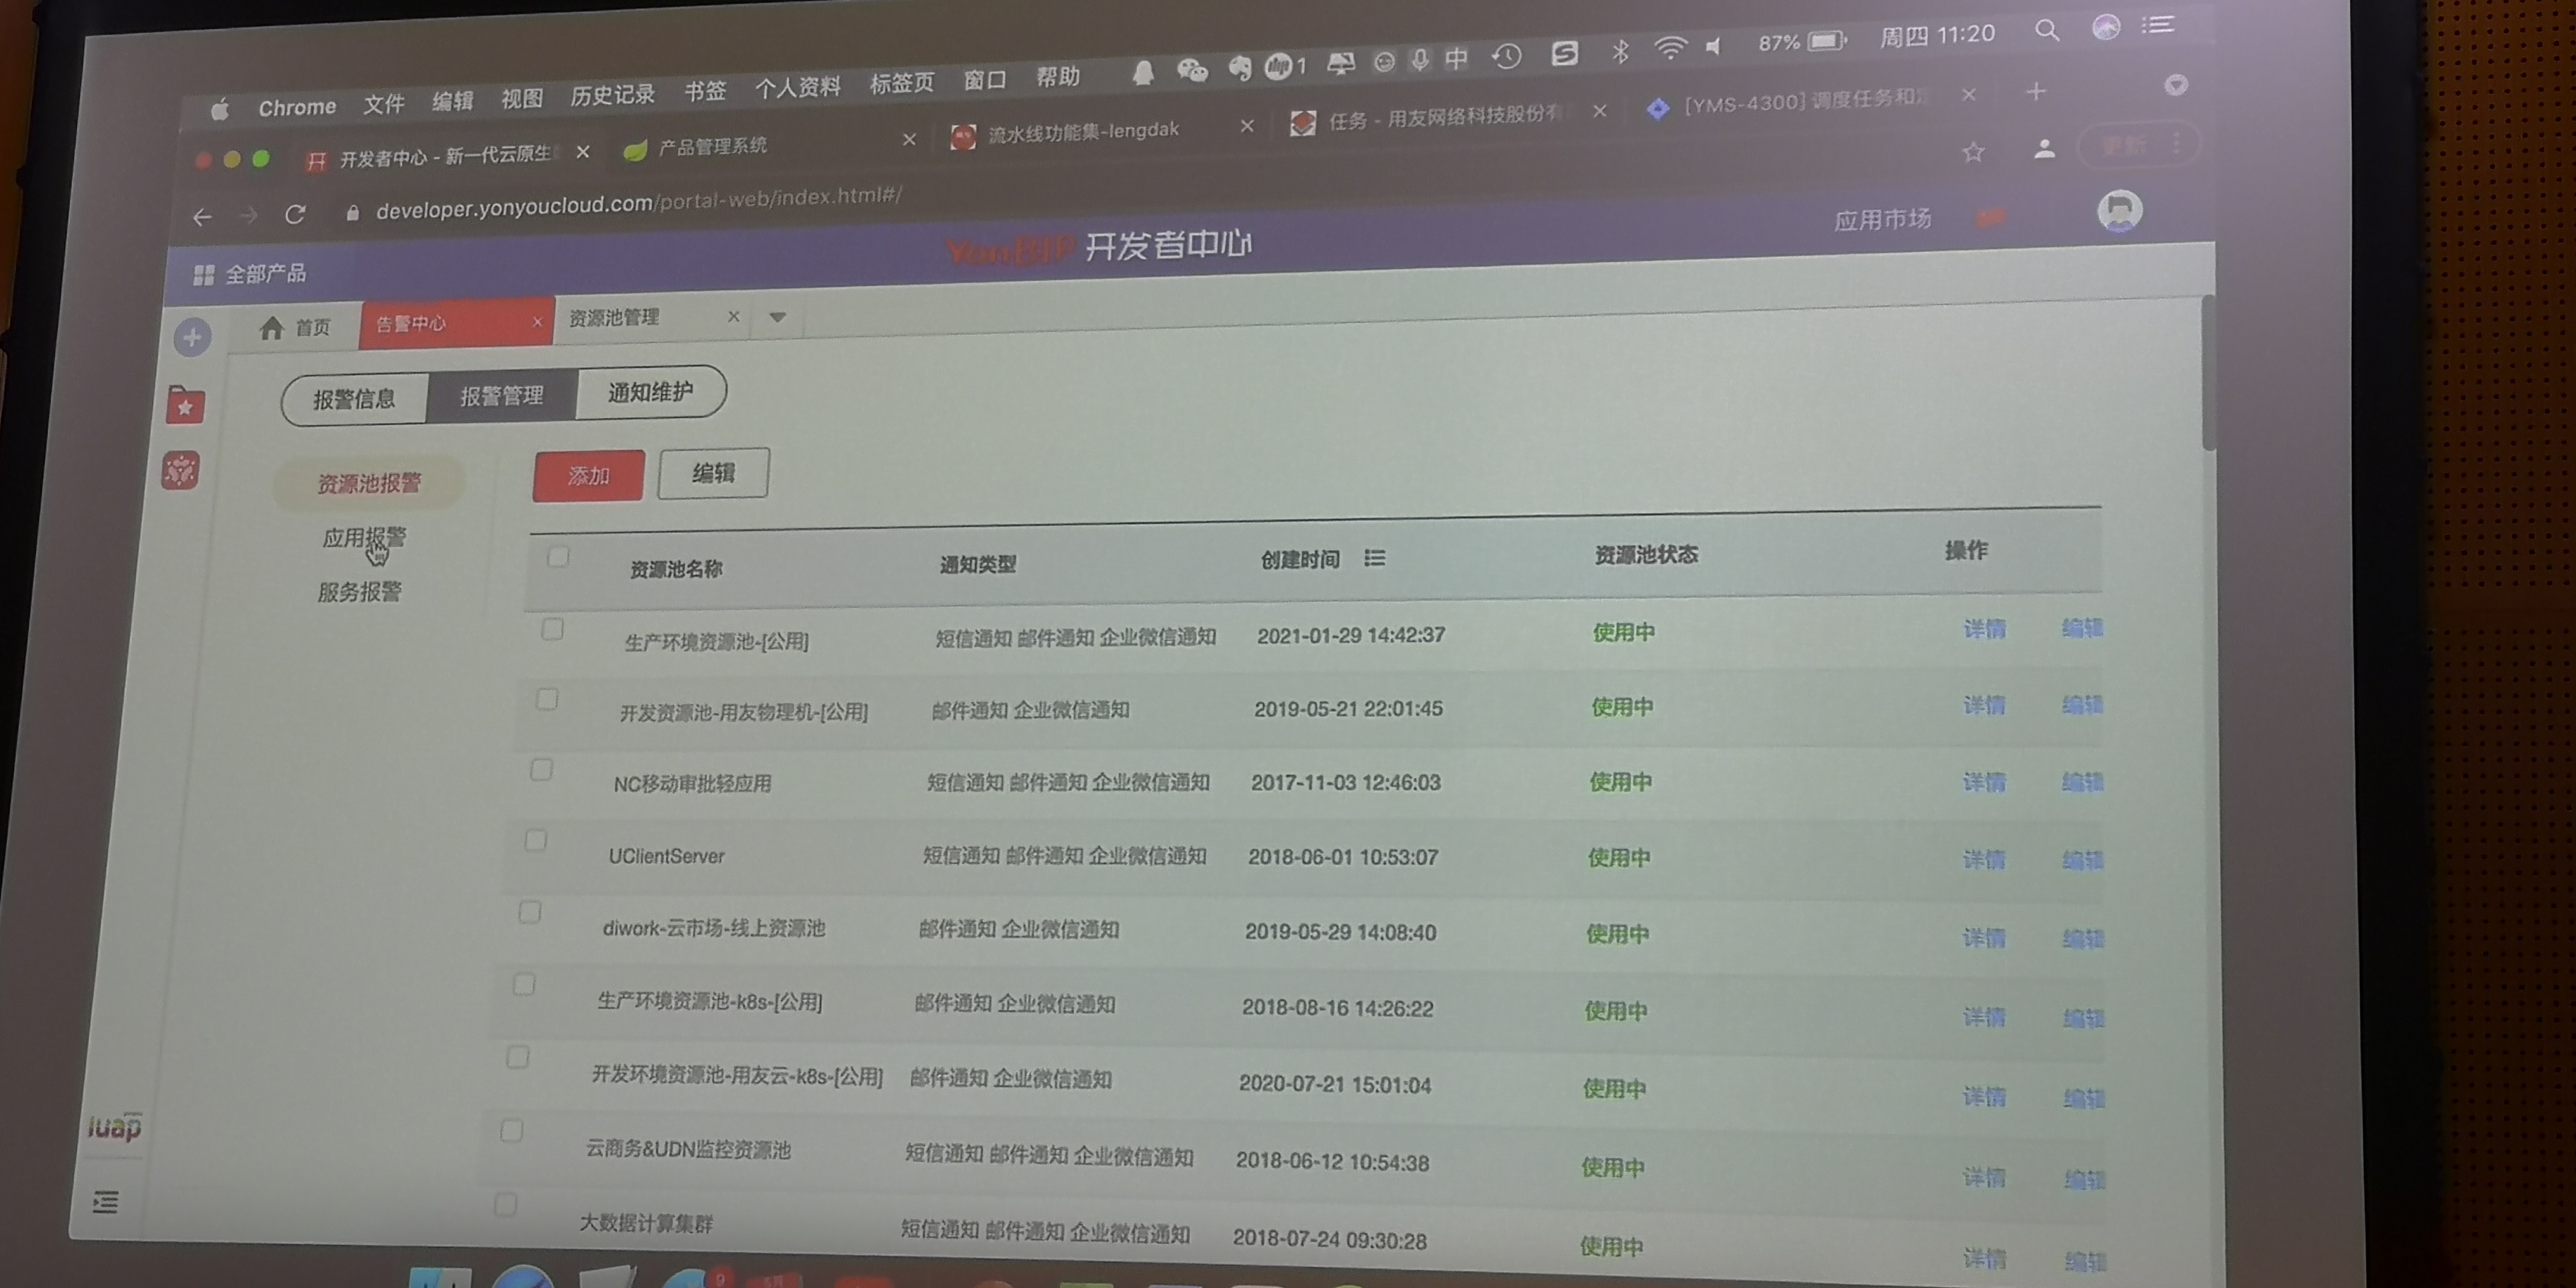 Chrome 文件 编辑 视图 历史记录 书签 个人资料 标签页 窗口 帮助 1 中 87% 周四 11:20
开发者中心 - 新一代云原生 产品管理系统 流水线功能集-lengdak 任务 - 用友网络科技股份有 [YMS-4300] 调度任务和定
developer.yonyoucloud.com/portal-web/index.html#/ 更新
全部产品 YonBIP 开发者中心 应用市场
首页 告警中心 资源池管理
报警信息 报警管理 通知维护
资源池报警 添加 编辑
应用报警
服务报警
资源池名称 通知类型 创建时间 资源池状态 操作
生产环境资源池-[公用] 短信通知 邮件通知 企业微信通知 2021-01-29 14:42:37 使用中 详情 编辑
开发资源池-用友物理机-[公用] 邮件通知 企业微信通知 2019-05-21 22:01:45 使用中 详情 编辑
NC移动审批轻应用 短信通知 邮件通知 企业微信通知 2017-11-03 12:46:03 使用中 详情 编辑
UClientServer 短信通知 邮件通知 企业微信通知 2018-06-01 10:53:07 使用中 详情 编辑
diwork-云市场-线上资源池 邮件通知 企业微信通知 2019-05-29 14:08:40 使用中 详情 编辑
生产环境资源池-k8s-[公用] 邮件通知 企业微信通知 2018-08-16 14:26:22 使用中 详情 编辑
开发环境资源池-用友云-k8s-[公用] 邮件通知 企业微信通知 2020-07-21 15:01:04 使用中 详情 编辑
云商务&UDN监控资源池 短信通知 邮件通知 企业微信通知 2018-06-12 10:54:38 使用中 详情 编辑
大数据计算集群 短信通知 邮件通知 企业微信通知 2018-07-24 09:30:28 使用中 详情 编辑
iuap
9